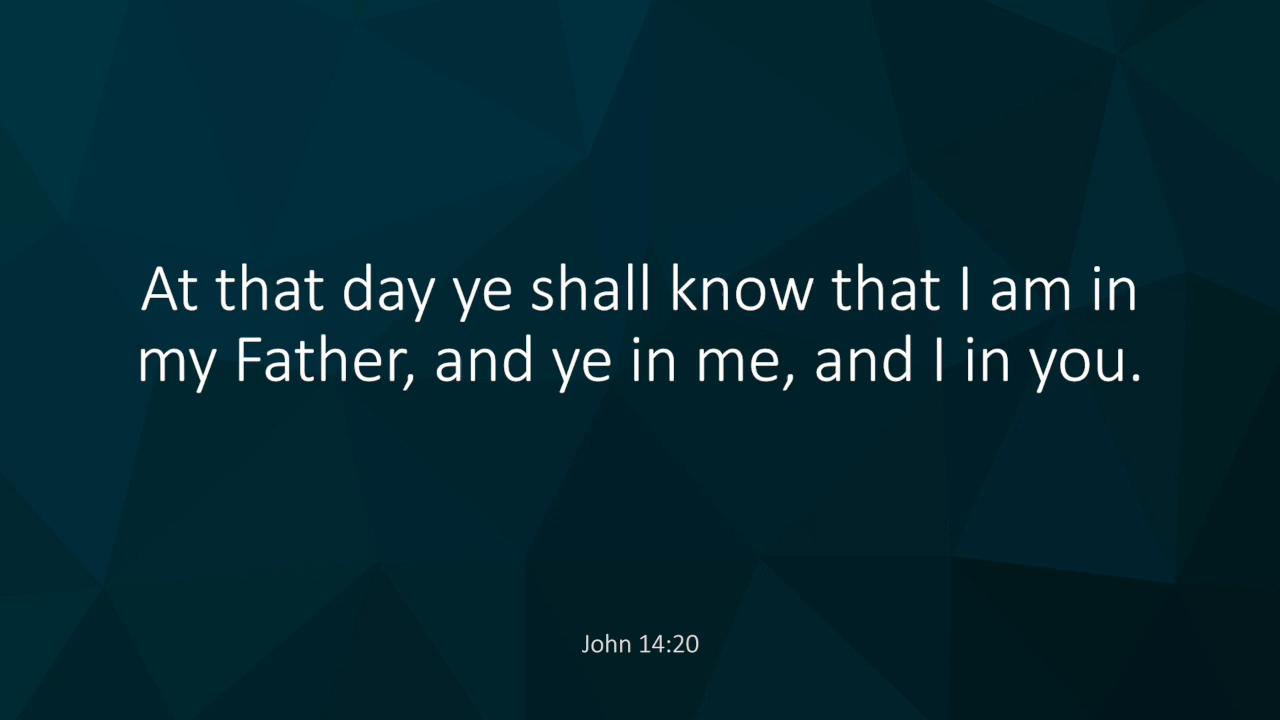 At that day ye shall know that I am in
my Father, and ye in me, and I in you.
John 14:20